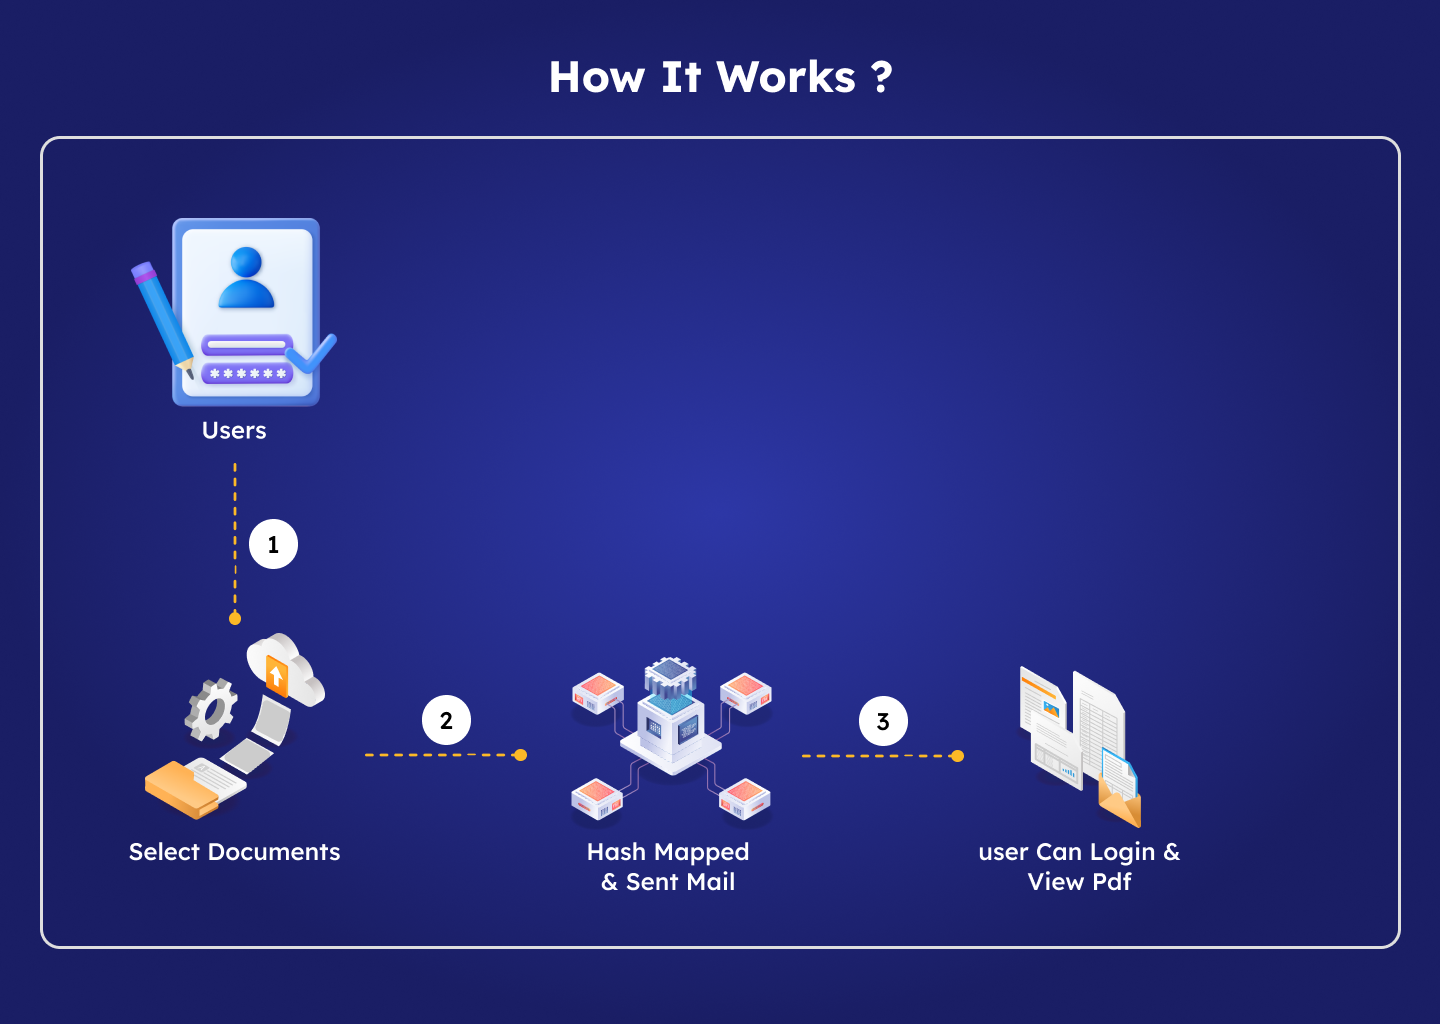 How It Works ?
Users
1
2
3
Select Documents
Hash Mapped
& Sent Mail
user Can Login &
View Pdf